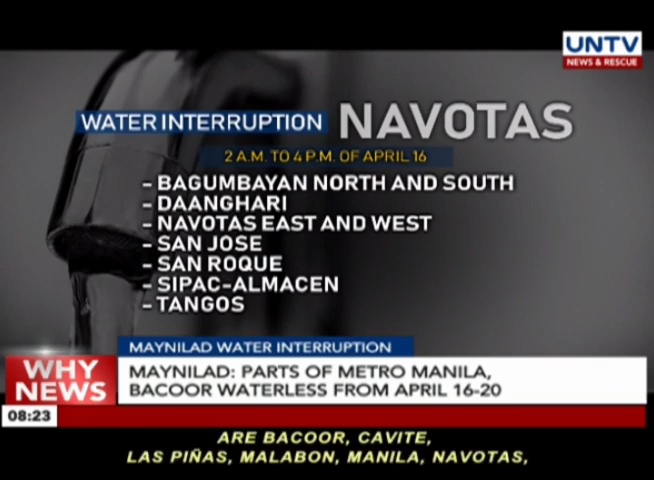 UNTV
NEWS & RESCUE
WATER INTERRUPTION NAVOTAS
2 A.M. TO 4 P.M. OF APRIL 16
- BAGUMBAYAN NORTH AND SOUTH
- DAANGHARI
- NAVOTAS EAST AND WEST
- SAN JOSE
- SAN ROQUE
- SIPAC-ALMACEN
- TANGOS
MAYNILAD WATER INTERRUPTION
WHY
NEWS
MAYNILAD: PARTS OF METRO MANILA,
BACOOR WATERLESS FROM APRIL 16-20
08:23
ARE BACOOR, CAVITE,
LAS PIÑAS, MALABON, MANILA, NAVOTAS,